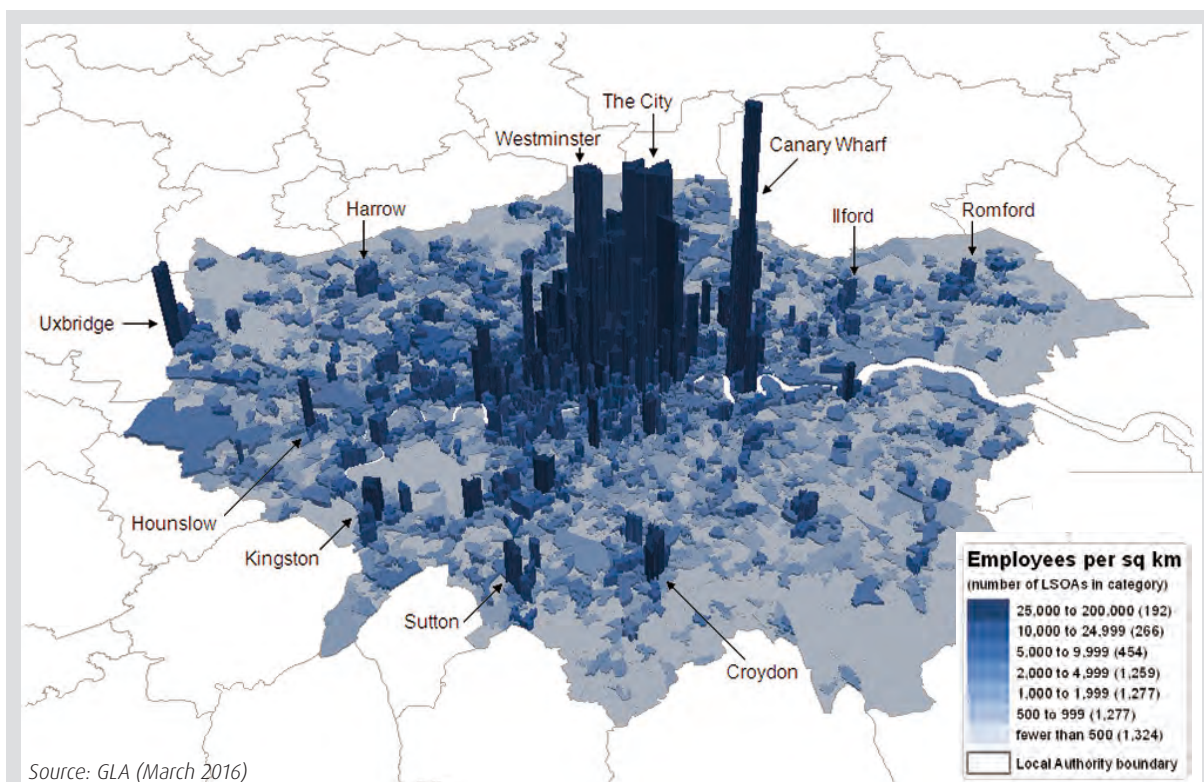 The City
Westminster
Canary Wharf
Harrow
Ilford
Romford
Uxbridge
Hounslow
Kingston
Sutton
Croydon
Employees per sq km
(number of LSOAs in category)
25,000 to 200,000 (192)
10,000 to 24,999 (266)
5,000 to 9,999 (454)
2,000 to 4,999 (1,259)
1,000 to 1,999 (1,277)
500 to 999 (1,277)
fewer than 500 (1,324)
Local Authority boundary
Source: GLA (March 2016)